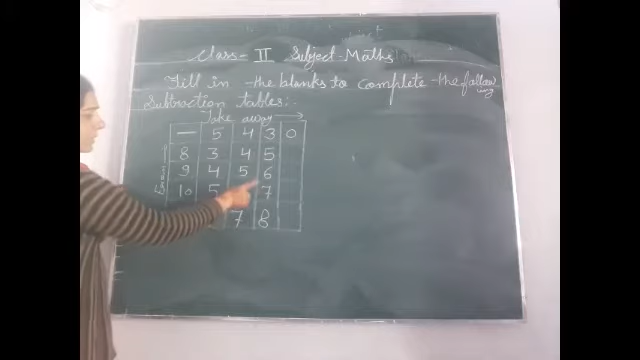 Class - II Subject - Maths
Fill in the blanks to complete the following
Subtraction tables:-
Take away →
— 5 4 3 0
8 3 4 5
From 9 4 5 6
10 5 7
7 8